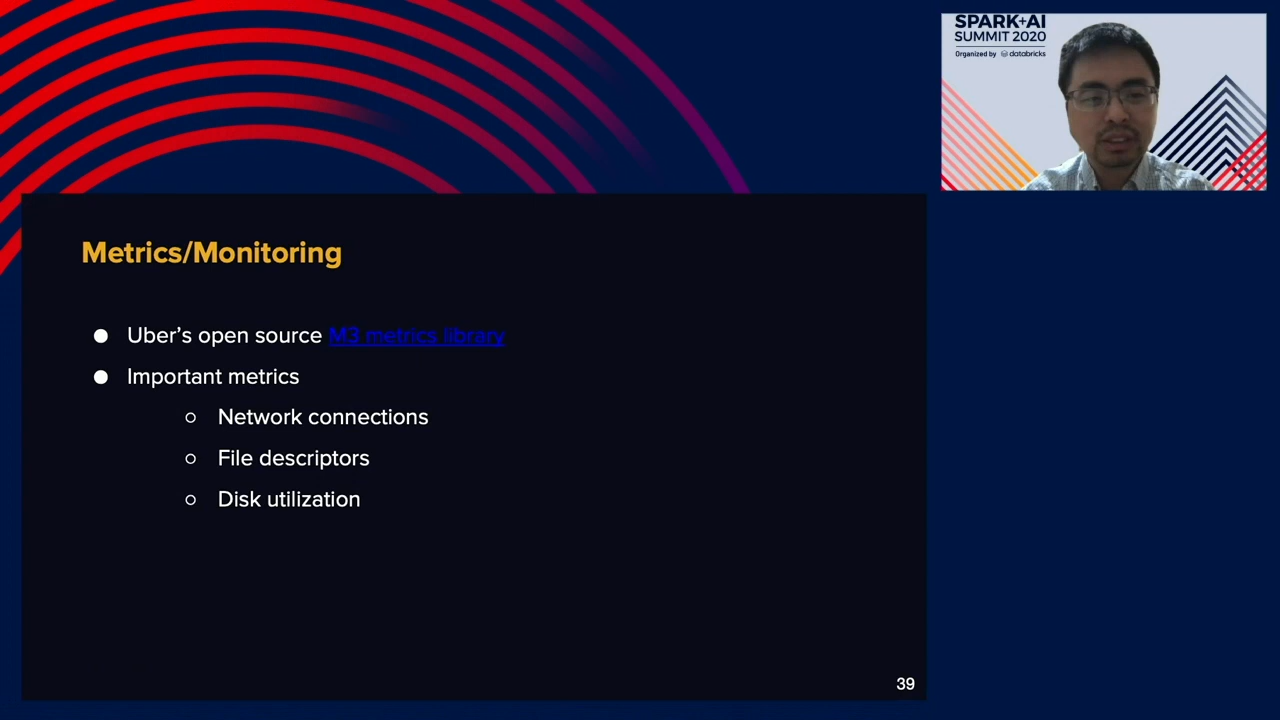 SPARK+AI
SUMMIT 2020
Organized by databricks
Metrics/Monitoring
● Uber’s open source M3 metrics library
● Important metrics
○ Network connections
○ File descriptors
○ Disk utilization
39